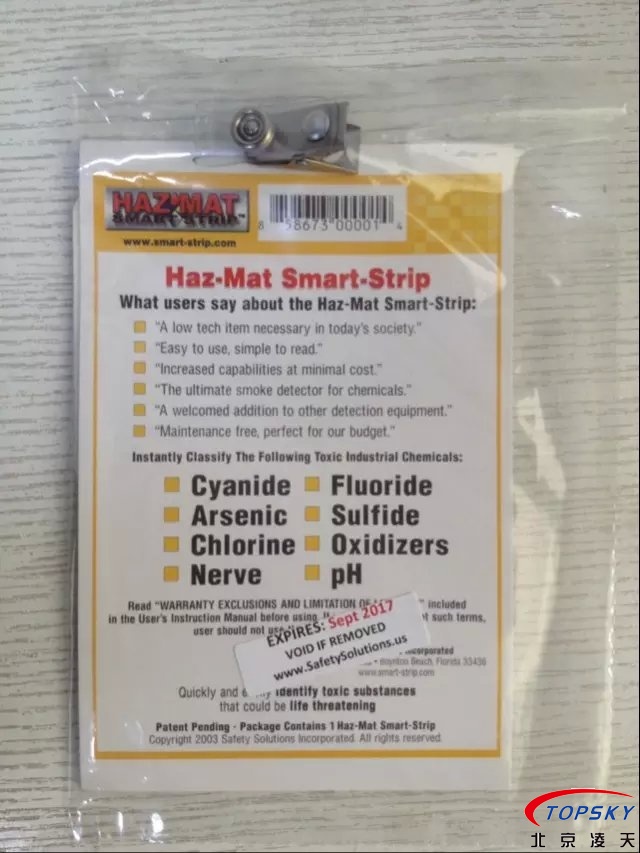 HAZ*MAT
SMART STRIP™
www.smart-strip.com
8 58673 00001 4
Haz-Mat Smart-Strip
What users say about the Haz-Mat Smart-Strip:
"A low tech item necessary in today's society."
"Easy to use, simple to read."
"Increased capabilities at minimal cost."
"The ultimate smoke detector for chemicals."
"A welcomed addition to other detection equipment."
"Maintenance free, perfect for our budget."
Instantly Classify The Following Toxic Industrial Chemicals:
Cyanide Fluoride
Arsenic Sulfide
Chlorine Oxidizers
Nerve pH
Read "WARRANTY EXCLUSIONS AND LIMITATION OF included
in the User's Instruction Manual before using. such terms,
user should not
EXPIRES: Sept 2017
VOID IF REMOVED
www.SafetySolutions.us
Boynton Beach, Florida 33436
www.smart-strip.com
Quickly and identify toxic substances
that could be life threatening
Patent Pending · Package Contains 1 Haz-Mat Smart-Strip
Copyright 2003 Safety Solutions Incorporated. All rights reserved.
TOPSKY
北京凌天